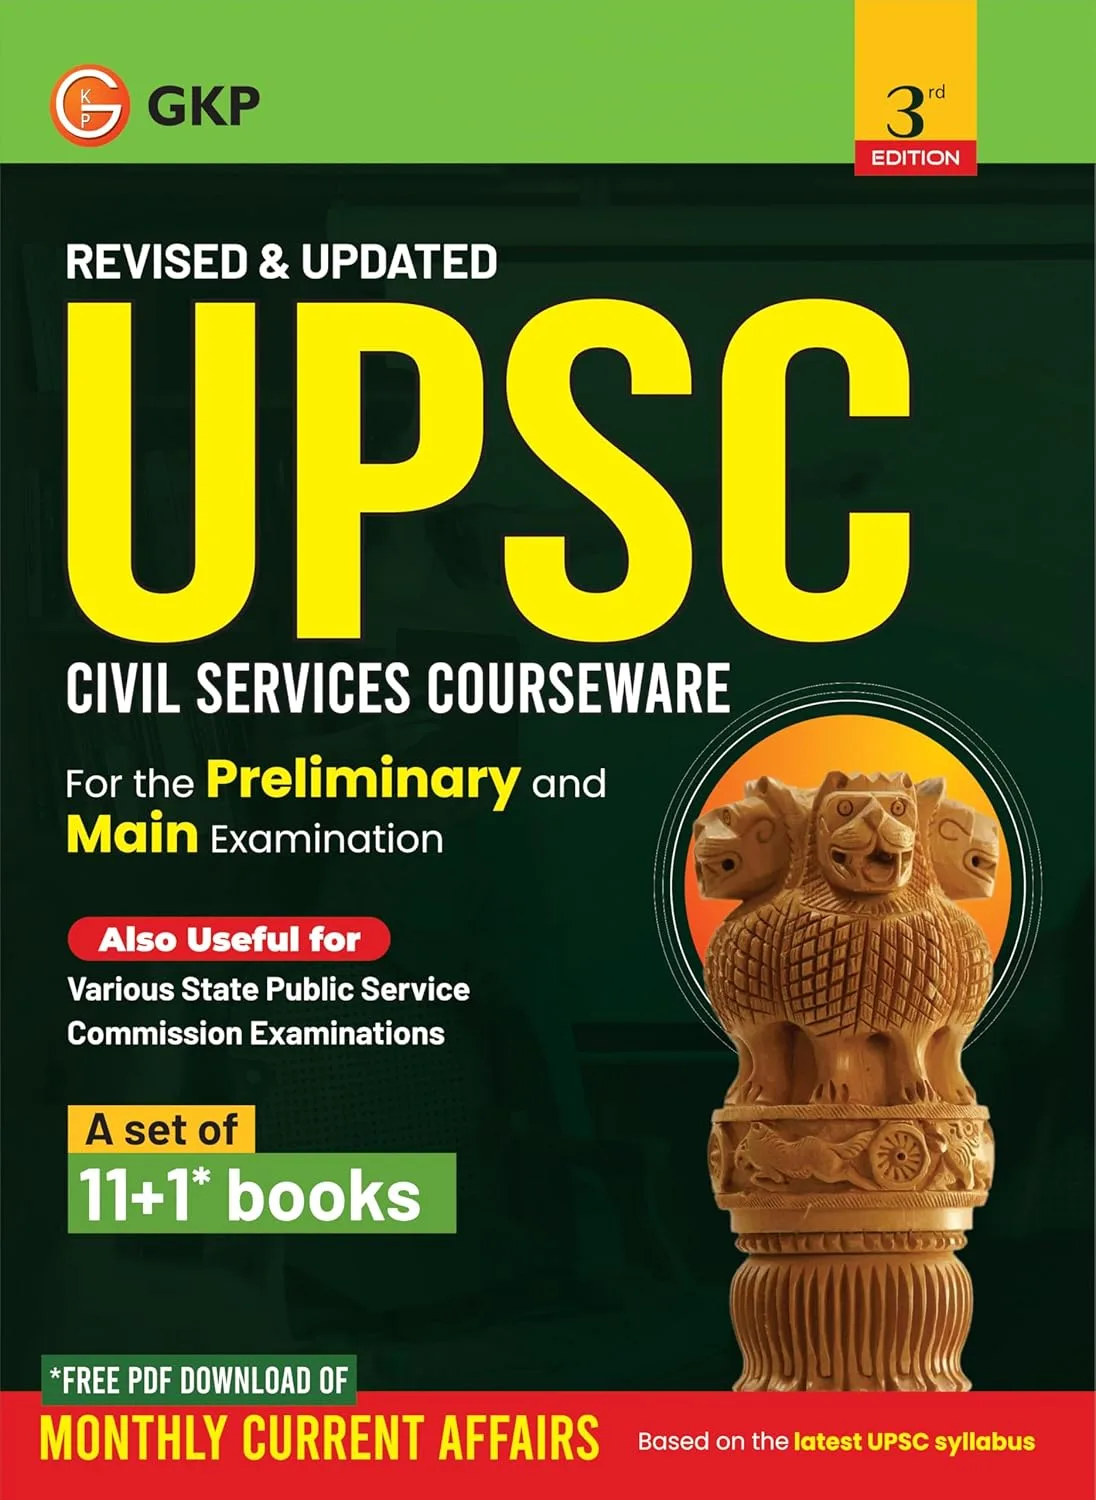 GKP
3rd
EDITION
REVISED & UPDATED
UPSC
CIVIL SERVICES COURSEWARE
For the Preliminary and
Main Examination
Also Useful for
Various State Public Service
Commission Examinations
A set of
11+1* books
*FREE PDF DOWNLOAD OF
MONTHLY CURRENT AFFAIRS
Based on the latest UPSC syllabus